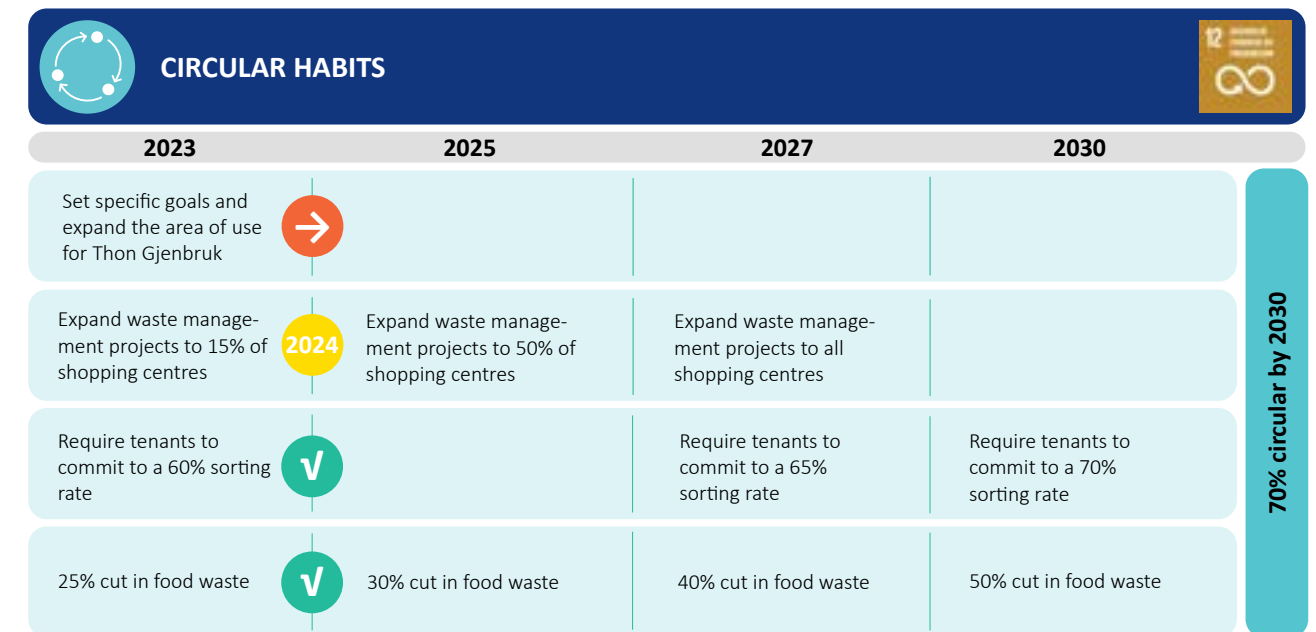 CIRCULAR HABITS
12
2023 2025 2027 2030
Set specific goals and
expand the area of use
for Thon Gjenbruk
Expand waste manage-
ment projects to 15% of
shopping centres
2024
Expand waste manage-
ment projects to 50% of
shopping centres
Expand waste manage-
ment projects to all
shopping centres
Require tenants to
commit to a 60% sorting
rate
√
Require tenants to
commit to a 65%
sorting rate
Require tenants to
commit to a 70%
sorting rate
25% cut in food waste
√
30% cut in food waste
40% cut in food waste
50% cut in food waste
70% circular by 2030